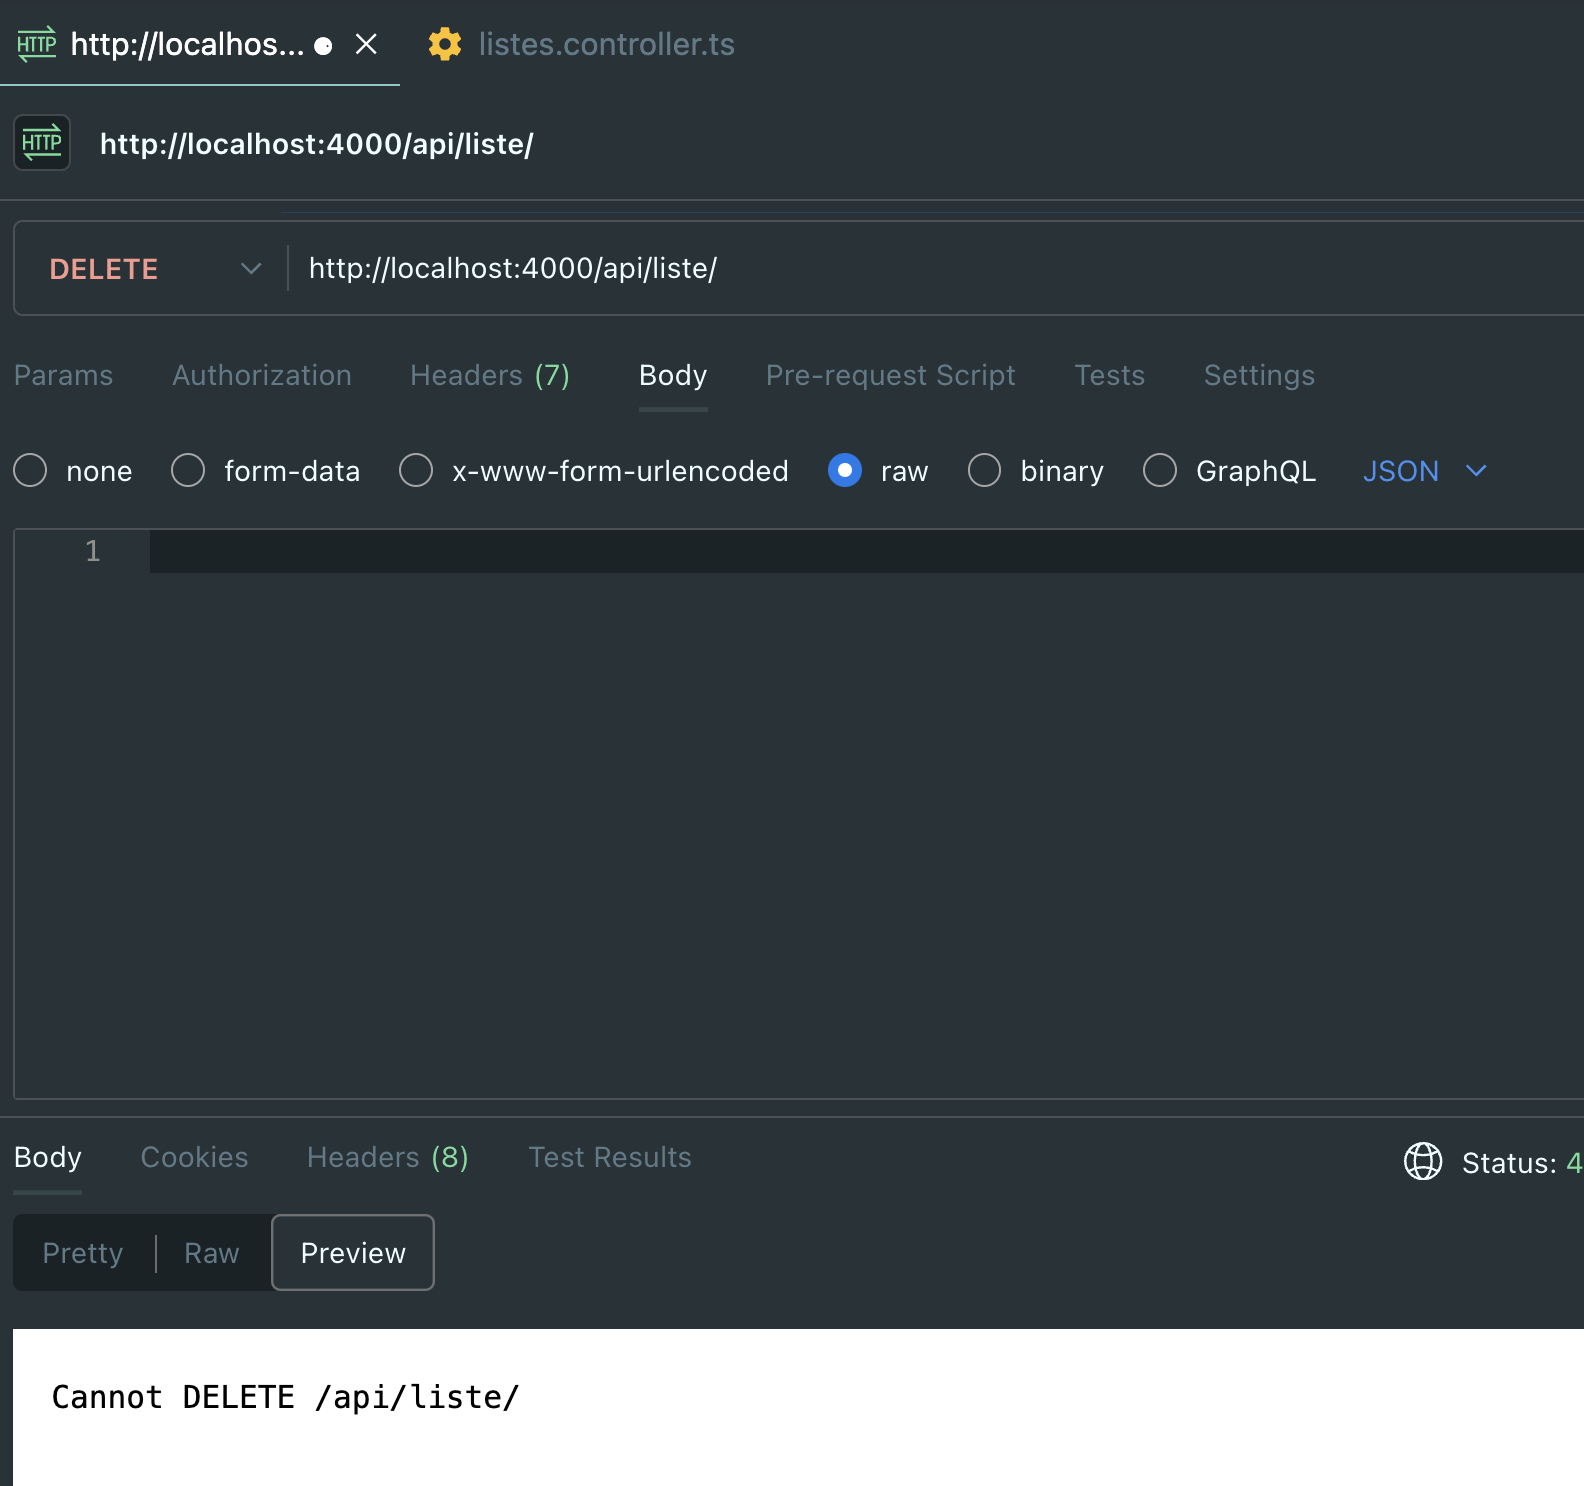 HTTP http://localhos... listes.controller.ts
HTTP http://localhost:4000/api/liste/
DELETE http://localhost:4000/api/liste/
Params Authorization Headers (7) Body Pre-request Script Tests Settings
none form-data x-www-form-urlencoded raw binary GraphQL JSON
1
Body Cookies Headers (8) Test Results Status: 4
Pretty Raw Preview
Cannot DELETE /api/liste/